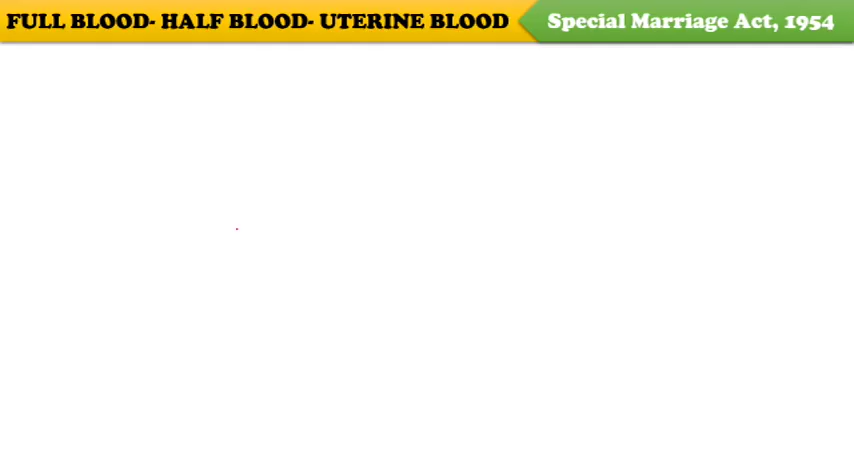 FULL BLOOD- HALF BLOOD- UTERINE BLOOD
Special Marriage Act, 1954